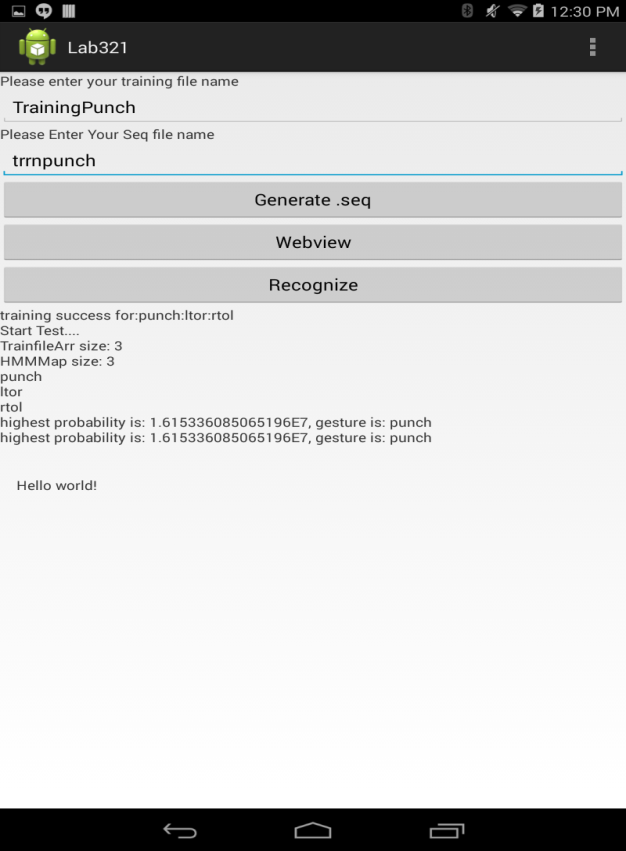 12:30 PM
Lab321
Please enter your training file name
TrainingPunch
Please Enter Your Seq file name
trrnpunch
Generate .seq
Webview
Recognize
training success for:punch:ltor:rtol
Start Test....
TrainfileArr size: 3
HMMMap size: 3
punch
ltor
rtol
highest probability is: 1.615336085065196E7, gesture is: punch
highest probability is: 1.615336085065196E7, gesture is: punch
Hello world!